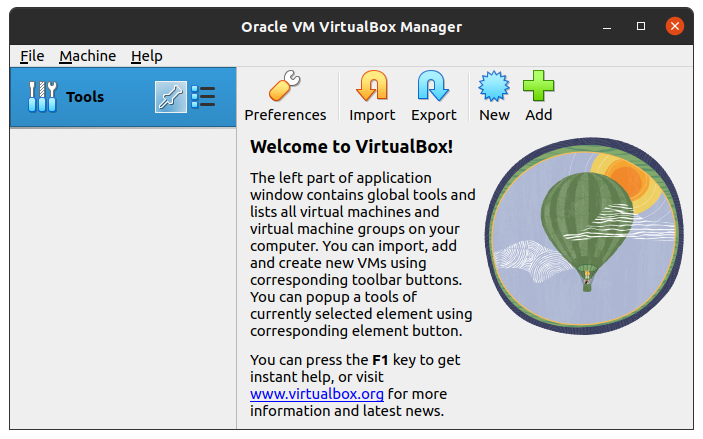 Oracle VM VirtualBox Manager
File Machine Help
Tools
Preferences Import Export New Add
Welcome to VirtualBox!
The left part of application
window contains global tools and
lists all virtual machines and
virtual machine groups on your
computer. You can import, add
and create new VMs using
corresponding toolbar buttons.
You can popup a tools of
currently selected element using
corresponding element button.
You can press the F1 key to get
instant help, or visit
www.virtualbox.org for more
information and latest news.